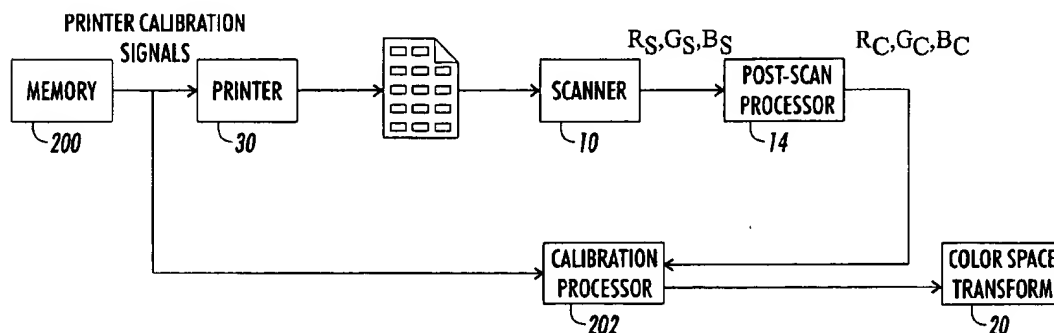 PRINTER CALIBRATION
SIGNALS
MEMORY
200
PRINTER
30
SCANNER
10
RS,GS,BS
POST-SCAN
PROCESSOR
14
RC,GC,BC
CALIBRATION
PROCESSOR
202
COLOR SPACE
TRANSFORM
20